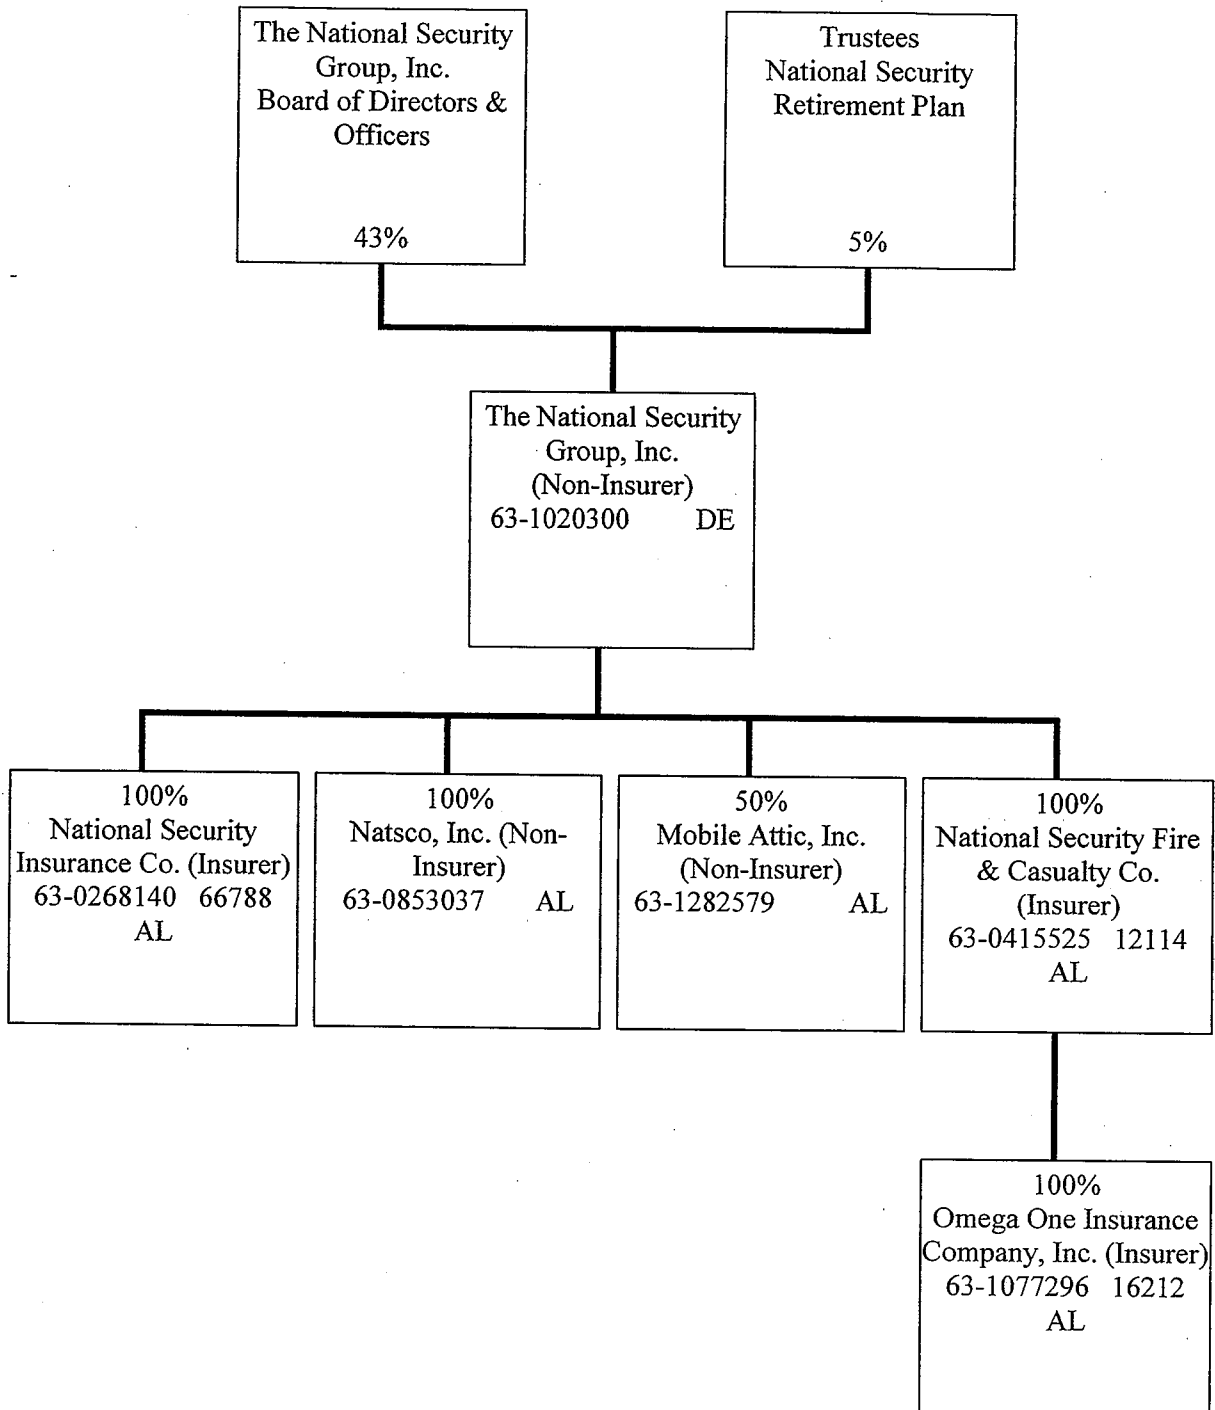 The National Security
Group, Inc.
Board of Directors &
Officers
43%
Trustees
National Security
Retirement Plan
5%
The National Security
Group, Inc.
(Non-Insurer)
63-1020300 DE
100%
National Security
Insurance Co. (Insurer)
63-0268140 66788
AL
100%
Natsco, Inc. (Non-
Insurer)
63-0853037 AL
50%
Mobile Attic, Inc.
(Non-Insurer)
63-1282579 AL
100%
National Security Fire
& Casualty Co.
(Insurer)
63-0415525 12114
AL
100%
Omega One Insurance
Company, Inc. (Insurer)
63-1077296 16212
AL